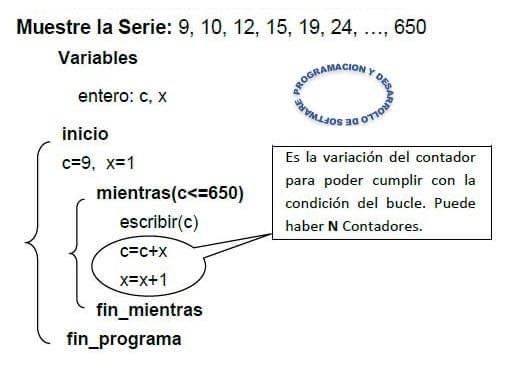 Muestre la Serie: 9, 10, 12, 15, 19, 24, …, 650
Variables
PROGRAMACION Y DESARROLLO DE SOFTWARE
entero: c, x
inicio
c=9, x=1
mientras(c<=650)
escribir(c)
c=c+x
x=x+1
fin_mientras
fin_programa
Es la variación del contador
para poder cumplir con la
condición del bucle. Puede
haber N Contadores.